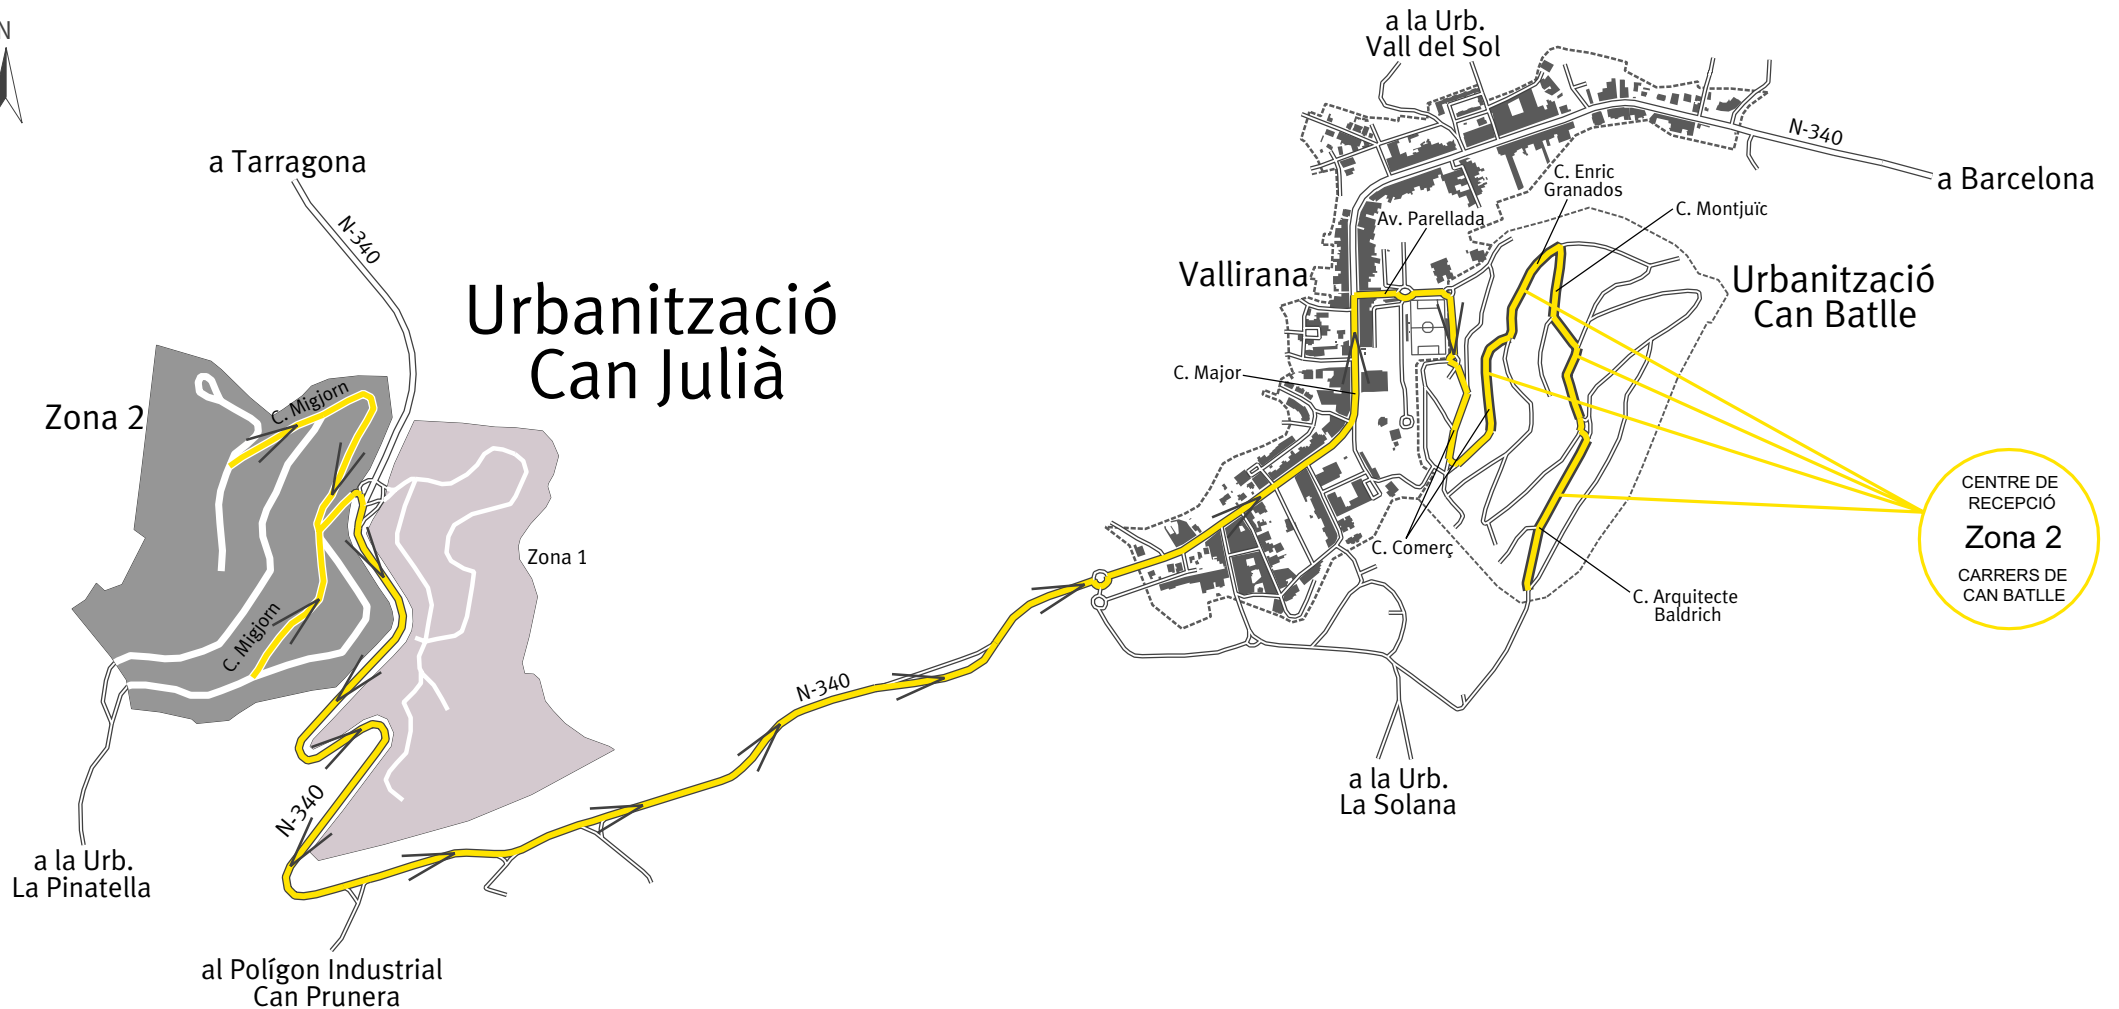 N
a la Urb.
Vall del Sol
N-340
a Barcelona
a Tarragona
N-340
C. Enric
Granados
C. Montjuïc
Av. Parellada
Vallirana
Urbanització
Can Batlle
Urbanització
Can Julià
C. Major
Zona 2
C. Migjorn
Zona 1
C. Migjorn
CENTRE DE
RECEPCIÓ
Zona 2
CARRERS DE
CAN BATLLE
C. Comerç
C. Arquitecte
Baldrich
N-340
N-340
a la Urb.
La Solana
a la Urb.
La Pinatella
al Polígon Industrial
Can Prunera